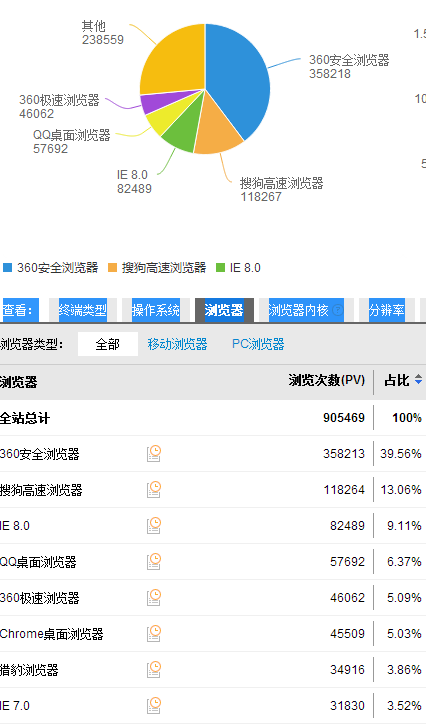 其他
238559
1.5
360安全浏览器
358218
360极速浏览器
46062
10
QQ桌面浏览器
57692
5
IE 8.0
82489
搜狗高速浏览器
118267
360安全浏览器 搜狗高速浏览器 IE 8.0
查看： 终端类型 操作系统 浏览器 浏览器内核 分辨率
浏览器类型： 全部 移动浏览器 PC浏览器
浏览器 浏览次数(PV) 占比
全站总计 905469 100%
360安全浏览器 358213 39.56%
搜狗高速浏览器 118264 13.06%
IE 8.0 82489 9.11%
QQ桌面浏览器 57692 6.37%
360极速浏览器 46062 5.09%
Chrome桌面浏览器 45509 5.03%
猎豹浏览器 34916 3.86%
IE 7.0 31830 3.52%